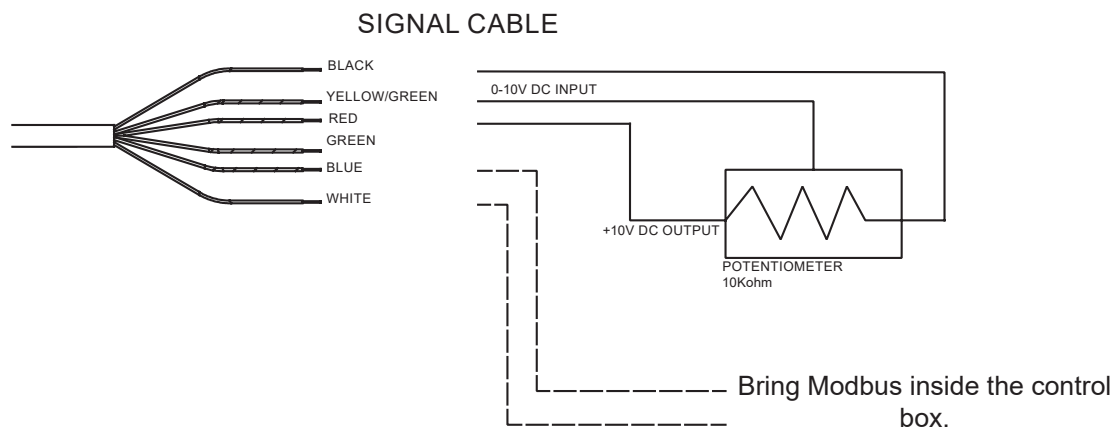 SIGNAL CABLE
BLACK
YELLOW/GREEN
0-10V DC INPUT
RED
GREEN
BLUE
WHITE
+10V DC OUTPUT
POTENTIOMETER
10Kohm
Bring Modbus inside the control
box.